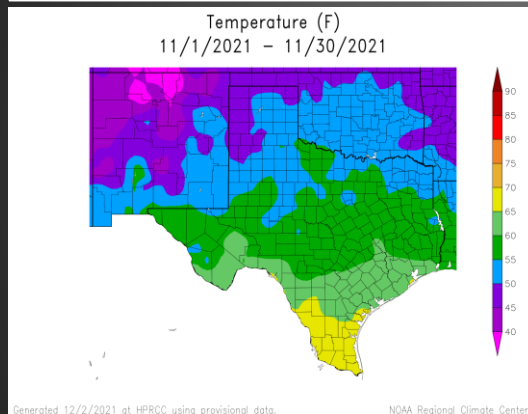 Temperature (F)
11/1/2021 – 11/30/2021
90
85
80
75
70
65
60
55
50
45
40
Generated 12/2/2021 at HPRCC using provisional data.
NOAA Regional Climate Center